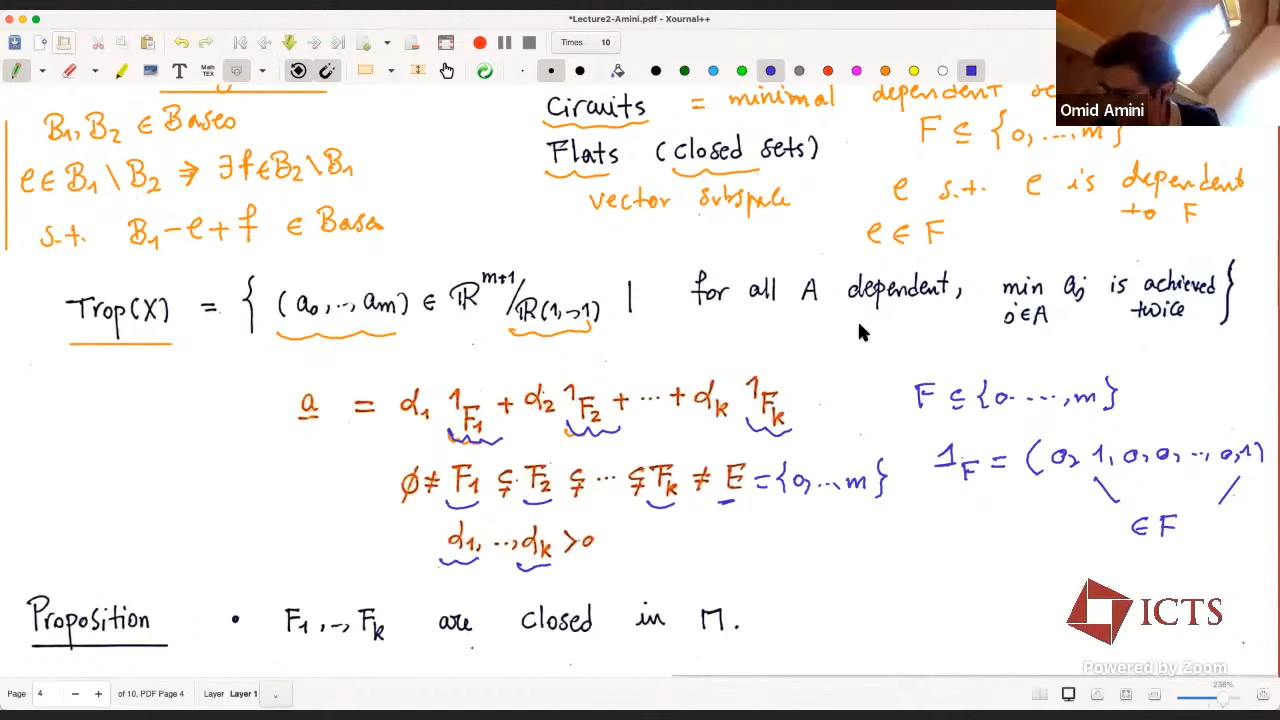 *Lecture2-Amini.pdf - Xournal++
Times 10
Omid Amini
B₁, B₂ ∈ Bases
e ∈ B₁ \ B₂ ⇒ ∃ f ∈ B₂ \ B₁
s.t. B₁ - e + f ∈ Bases
Circuits = minimal dependent
Flats (closed sets)
vector subspace
F ⊆ {0, ..., m}
e s.t. e is dependent
to F
e ∈ F
Trop(X) = { (a₀, .., aₘ) ∈ ℝ^{m+1}/ℝ(1, .., 1) | for all A dependent, min_{j∈A} aⱼ is achieved twice }
a = α₁ 1_{F₁} + α₂ 1_{F₂} + ... + αₖ 1_{Fₖ}
∅ ≠ F₁ ⊊ F₂ ⊊ ... ⊊ Fₖ ≠ E = {0, .., m}
α₁, .., αₖ > 0
F ⊆ {0 ...., m}
1_F = (0, 1, 0, 0, .., 0, 1)
∈ F
Proposition • F₁, .., Fₖ are closed in M.
ICTS
Powered by Zoom
Page 4 of 10, PDF Page 4 Layer Layer 1 236%